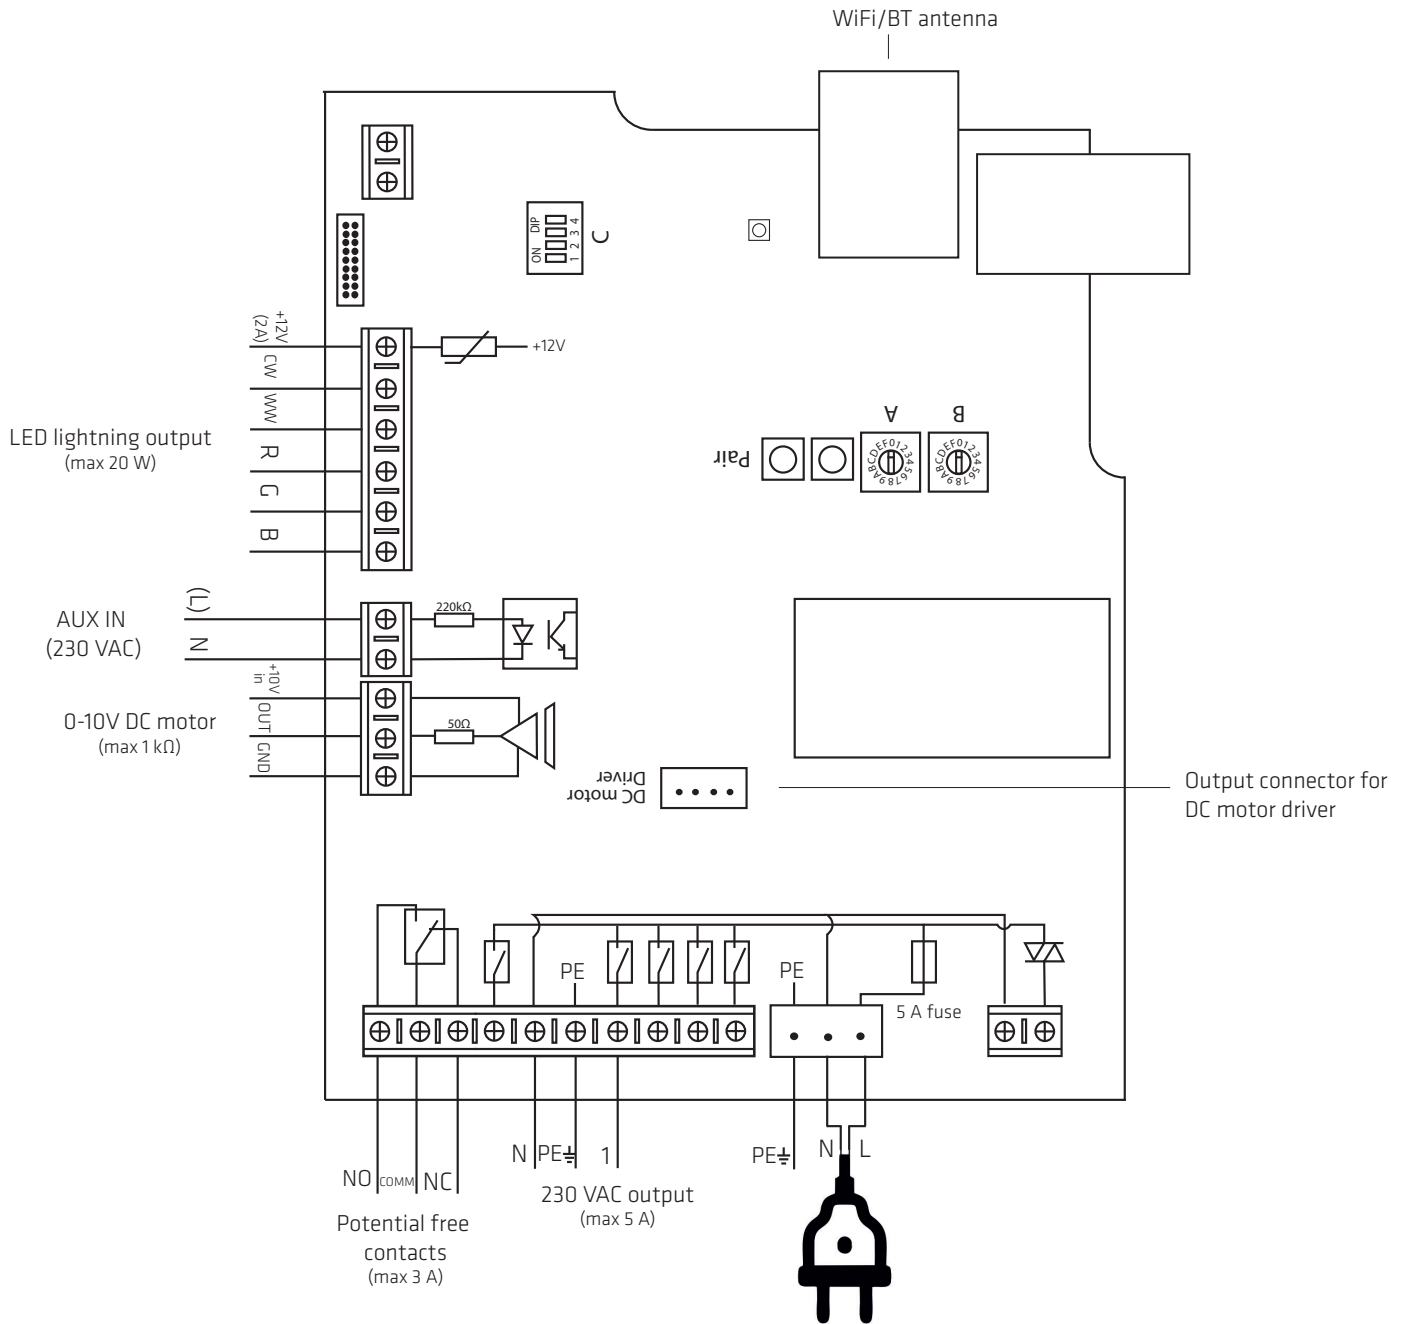 WiFi/BT antenna
ON DIP
1 2 3 4
C
+12V
(2A)
CW
WW
R
G
B
+12V
LED lightning output
(max 20 W)
A
B
Pair
0123456789ABCDEF
0123456789ABCDEF
AUX IN
(230 VAC)
(L)
N
220kΩ
+10V
in
OUT
GND
0-10V DC motor
(max 1 kΩ)
50Ω
DC motor
Driver
Output connector for
DC motor driver
PE
PE
5 A fuse
NO COMM NC
N PE 1
PE N L
230 VAC output
(max 5 A)
Potential free
contacts
(max 3 A)